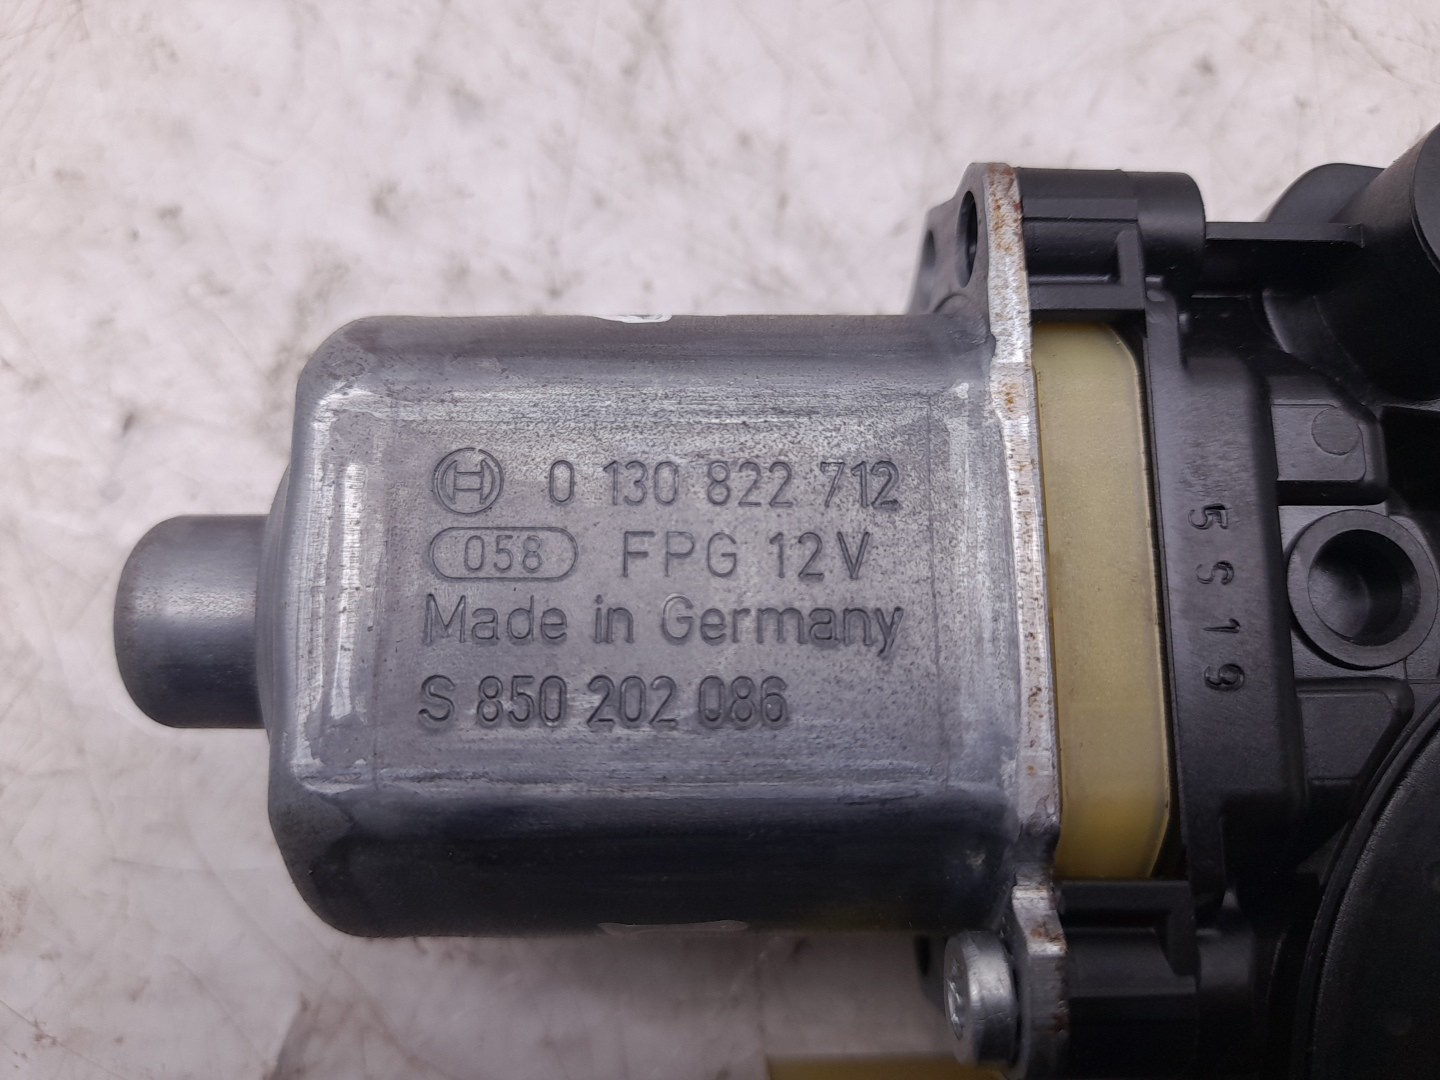 0 130 822 712
058 FPG 12V
Made in Germany
S 850 202 086
5S19